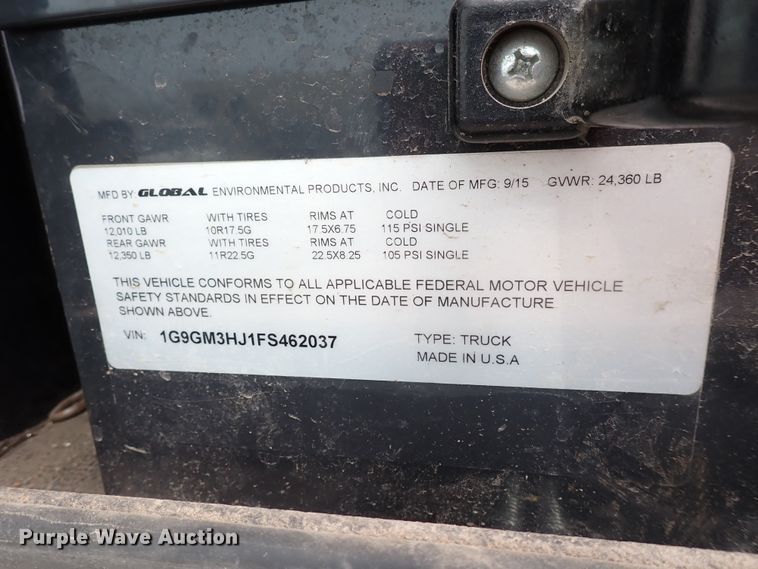 MFD BY GLOBAL ENVIRONMENTAL PRODUCTS, INC. DATE OF MFG: 9/15 GVWR: 24,360 LB
FRONT GAWR WITH TIRES RIMS AT COLD
12,010 LB 10R17.5G 17.5X6.75 115 PSI SINGLE
REAR GAWR WITH TIRES RIMS AT COLD
12,350 LB 11R22.5G 22.5X8.25 105 PSI SINGLE
THIS VEHICLE CONFORMS TO ALL APPLICABLE FEDERAL MOTOR VEHICLE
SAFETY STANDARDS IN EFFECT ON THE DATE OF MANUFACTURE
SHOWN ABOVE.
VIN: 1G9GM3HJ1FS462037 TYPE: TRUCK
MADE IN U.S.A
Purple Wave Auction